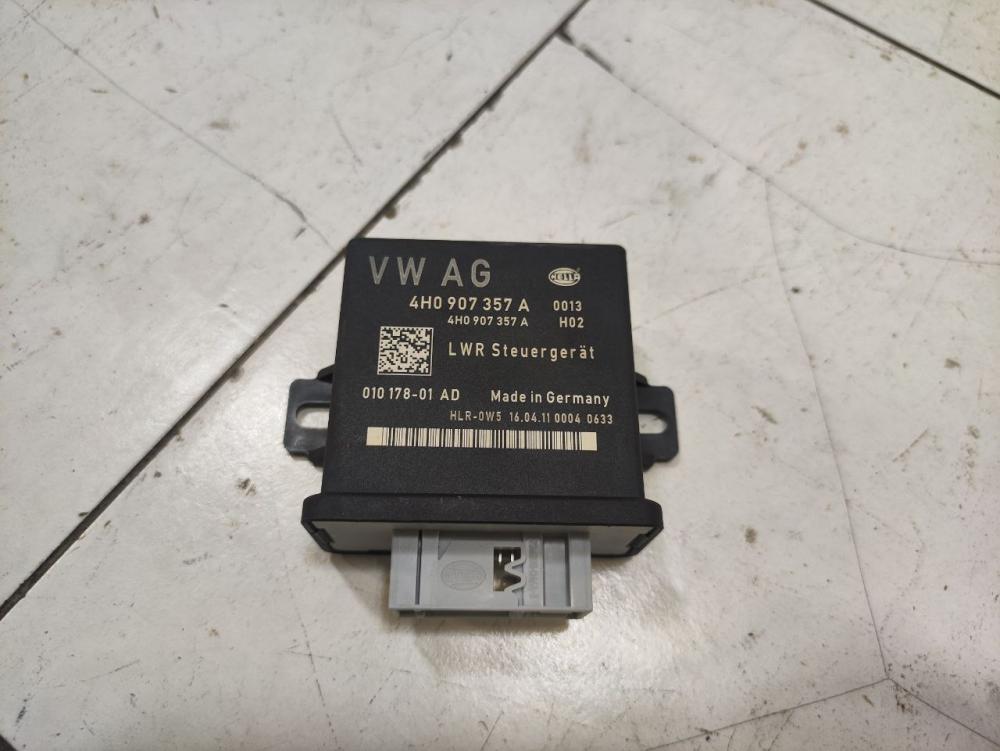 VW AG HELLA
4H0 907 357 A 0013
4H0 907 357 A H02
LWR Steuergerät
010 178-01 AD Made in Germany
HLR-0W5 16.04.11 0004 0633